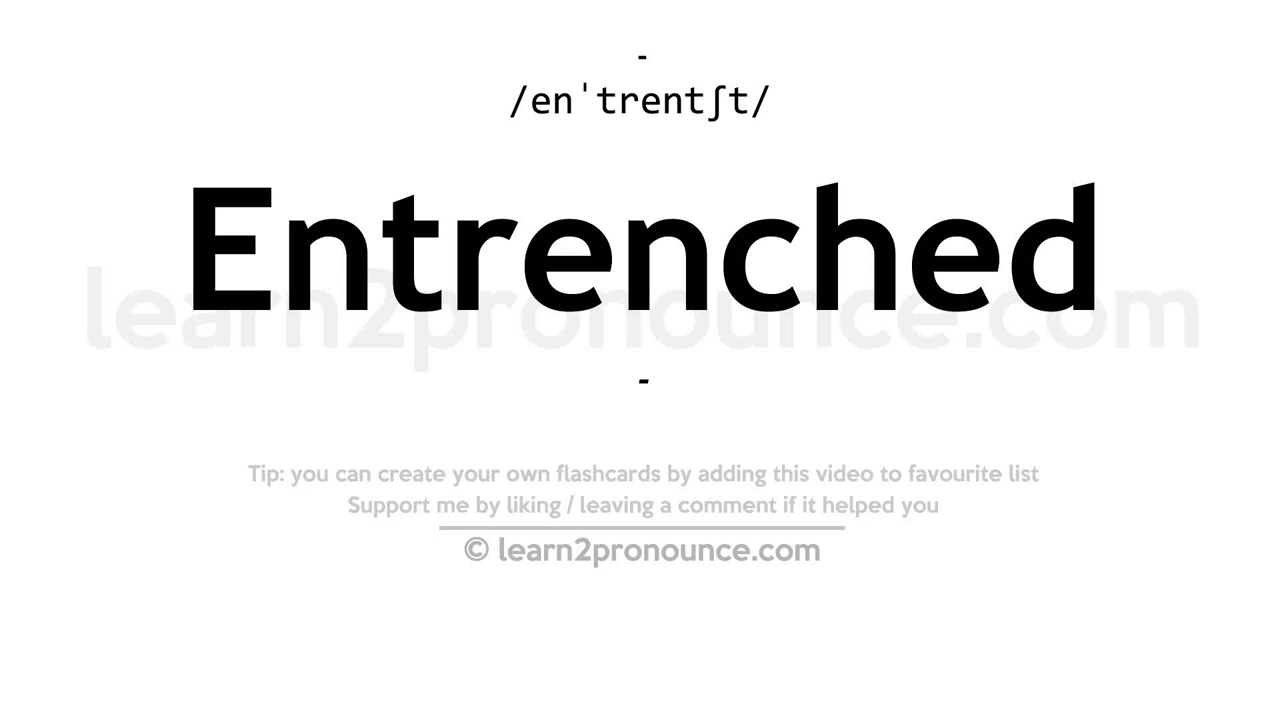 -
/enˈtrentʃt/
Entrenched
learn2pronounce.com
-
Tip: you can create your own flashcards by adding this video to favourite list
Support me by liking / leaving a comment if it helped you
© learn2pronounce.com